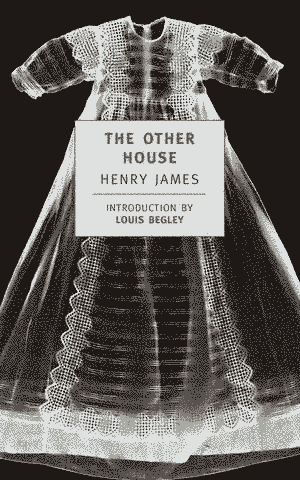 THE OTHER
HOUSE
HENRY JAMES
INTRODUCTION BY
LOUIS BEGLEY